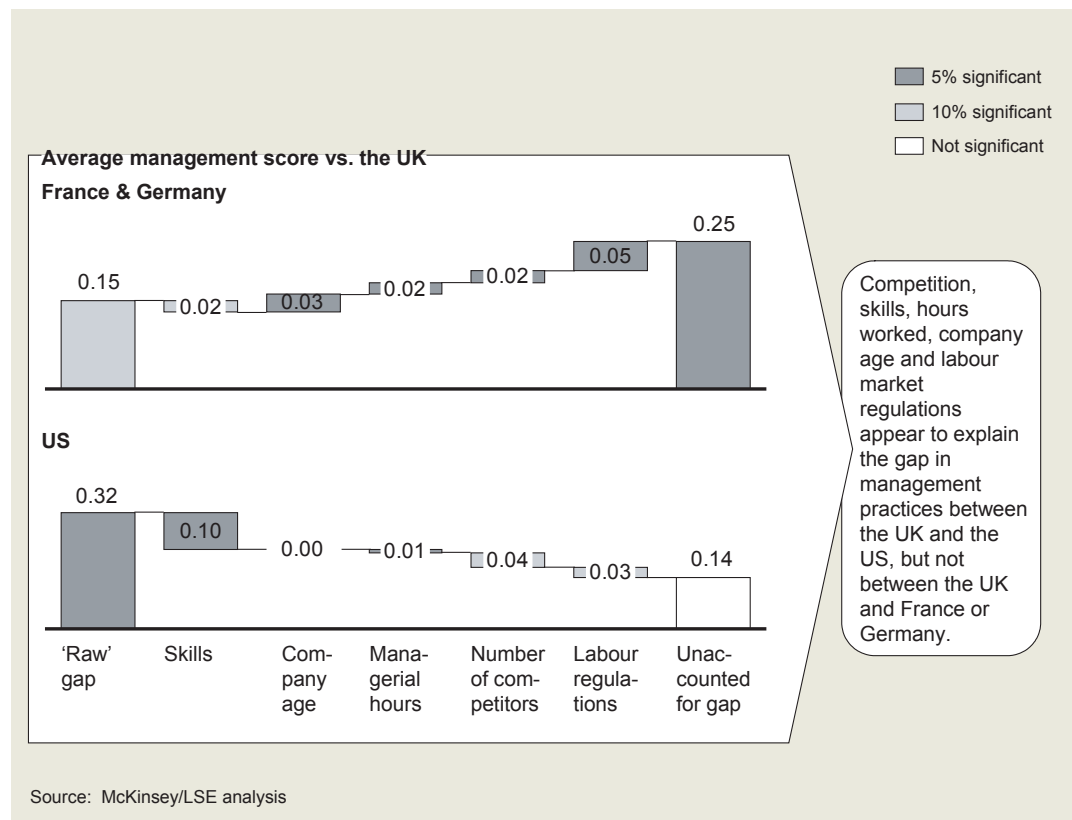 5% significant
10% significant
Not significant
Average management score vs. the UK
France & Germany
0.15
0.02
0.03
0.02
0.02
0.05
0.25
US
0.32
0.10
0.00
0.01
0.04
0.03
0.14
‘Raw’
gap
Skills
Com-
pany
age
Mana-
gerial
hours
Number
of com-
petitors
Labour
regula-
tions
Unac-
counted
for gap
Competition,
skills, hours
worked, company
age and labour
market
regulations
appear to explain
the gap in
management
practices between
the UK and the
US, but not
between the UK
and France or
Germany.
Source: McKinsey/LSE analysis